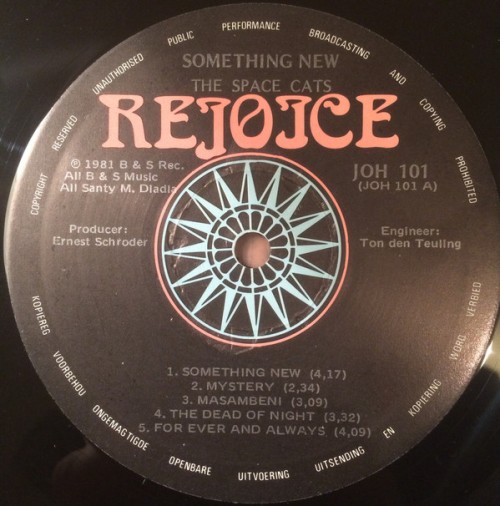 COPYRIGHT RESERVED UNAUTHORISED PUBLIC PERFORMANCE BROADCASTING AND COPYING PROHIBITED
SOMETHING NEW
THE SPACE CATS
REJOICE
℗ 1981 B & S Rec.
All B & S Music
All Santy M. Dladla
JOH 101
(JOH 101 A)
Producer:
Ernest Schroder
Engineer:
Ton den Teuling
1. SOMETHING NEW (4,17)
2. MYSTERY (2,34)
3. MASAMBENI (3,09)
4. THE DEAD OF NIGHT (3,32)
5. FOR EVER AND ALWAYS (4,09)
KOPIEREG VOORBEHOU ONGEMAGTIGDE OPENBARE UITVOERING UITSENDING EN KOPIERING WORD VERBIED